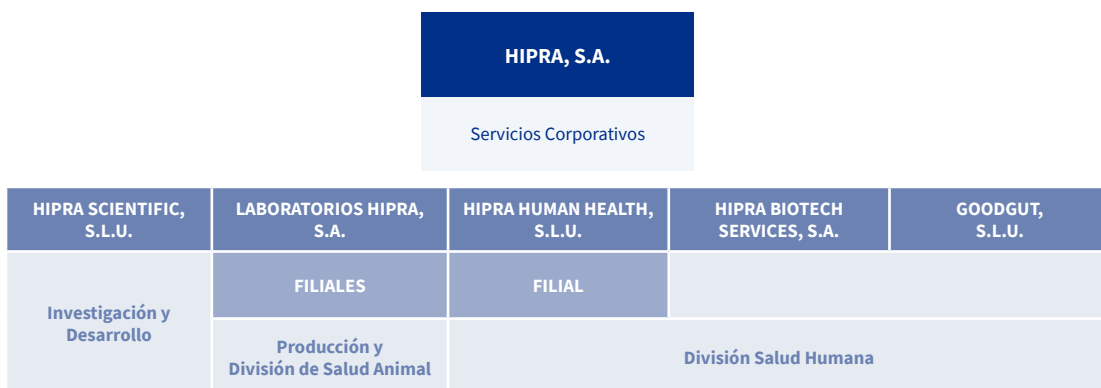 HIPRA, S.A.
Servicios Corporativos
HIPRA SCIENTIFIC,
S.L.U.
LABORATORIOS HIPRA,
S.A.
HIPRA HUMAN HEALTH,
S.L.U.
HIPRA BIOTECH
SERVICES, S.A.
GOODGUT,
S.L.U.
FILIALES
FILIAL
Investigación y
Desarrollo
Producción y
División de Salud Animal
División Salud Humana